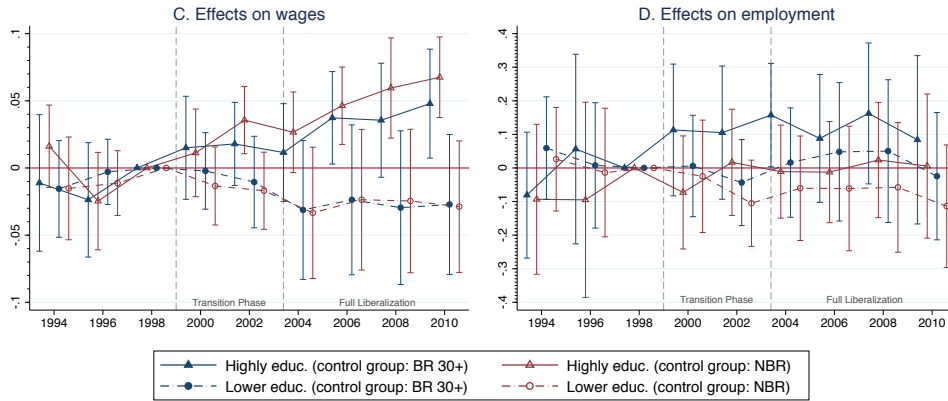 C. Effects on wages
D. Effects on employment
.1
.05
0
-.05
-.1
.4
.3
.2
.1
0
-.1
-.2
-.3
-.4
Transition Phase Full Liberalization
Transition Phase Full Liberalization
1994 1996 1998 2000 2002 2004 2006 2008 2010
1994 1996 1998 2000 2002 2004 2006 2008 2010
Highly educ. (control group: BR 30+) Highly educ. (control group: NBR)
Lower educ. (control group: BR 30+) Lower educ. (control group: NBR)